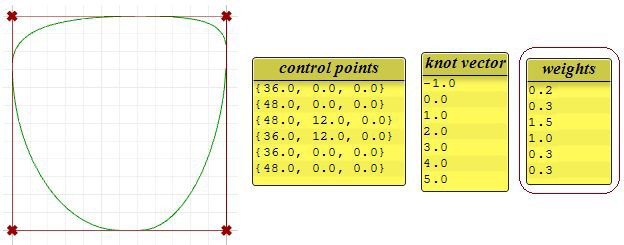 control points
{36.0, 0.0, 0.0}
{48.0, 0.0, 0.0}
{48.0, 12.0, 0.0}
{36.0, 12.0, 0.0}
{36.0, 0.0, 0.0}
{48.0, 0.0, 0.0}
knot vector
-1.0
0.0
1.0
2.0
3.0
4.0
5.0
weights
0.2
0.3
1.5
1.0
0.3
0.3